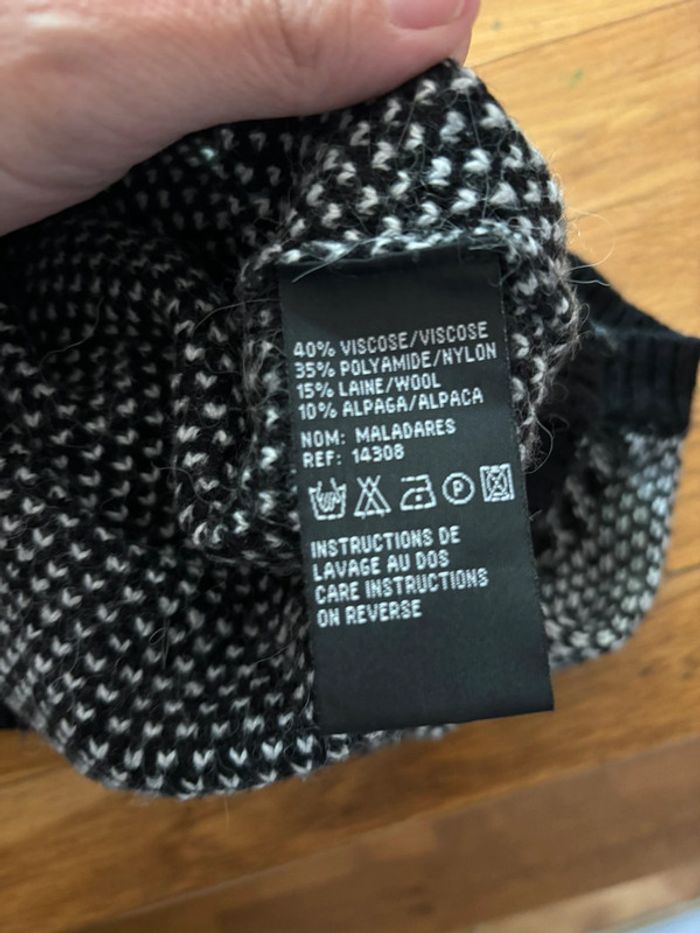 40% VISCOSE/VISCOSE
35% POLYAMIDE/NYLON
15% LAINE/WOOL
10% ALPAGA/ALPACA
NOM: MALADARES
REF: 14308
P
INSTRUCTIONS DE
LAVAGE AU DOS
CARE INSTRUCTIONS
ON REVERSE